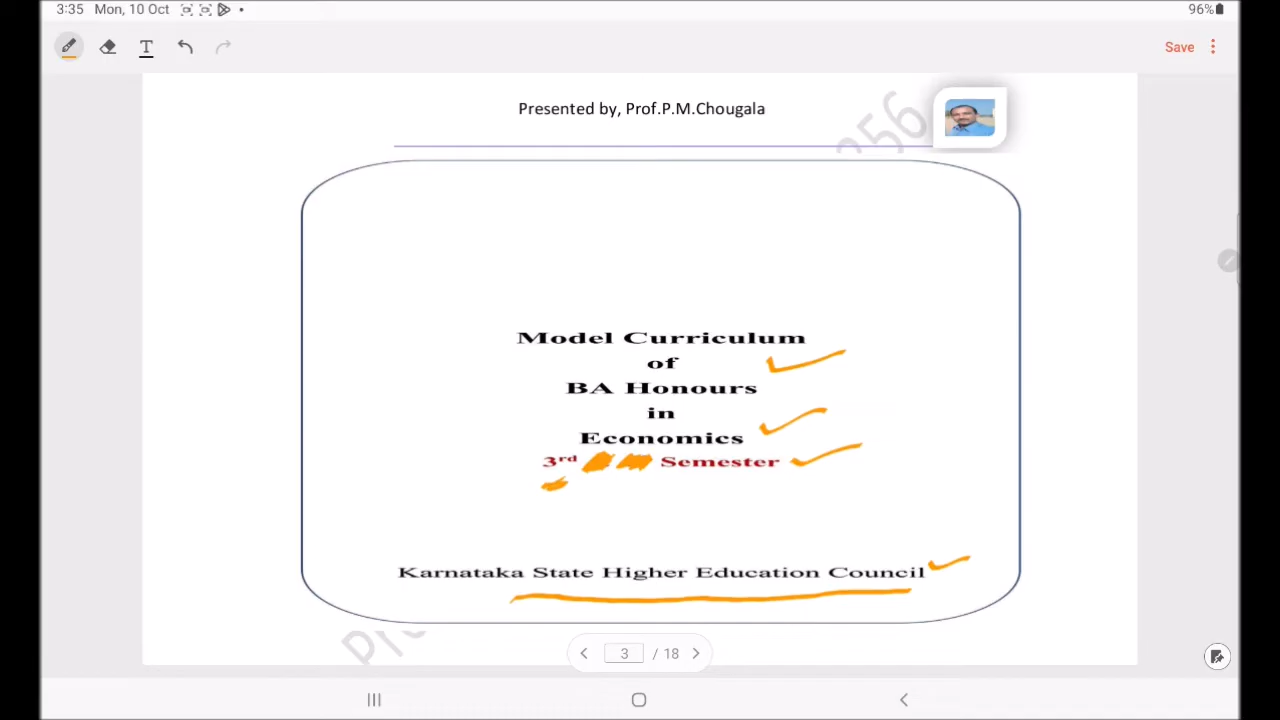 3:35 Mon, 10 Oct
96%
T
Save
Presented by, Prof.P.M.Chougala
356
Model Curriculum
of
BA Honours
in
Economics
3rd Semester
Karnataka State Higher Education Council
3 / 18